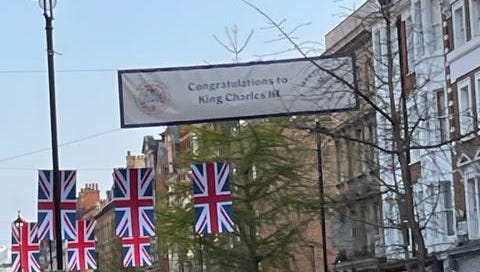 Congratulations to
King Charles III